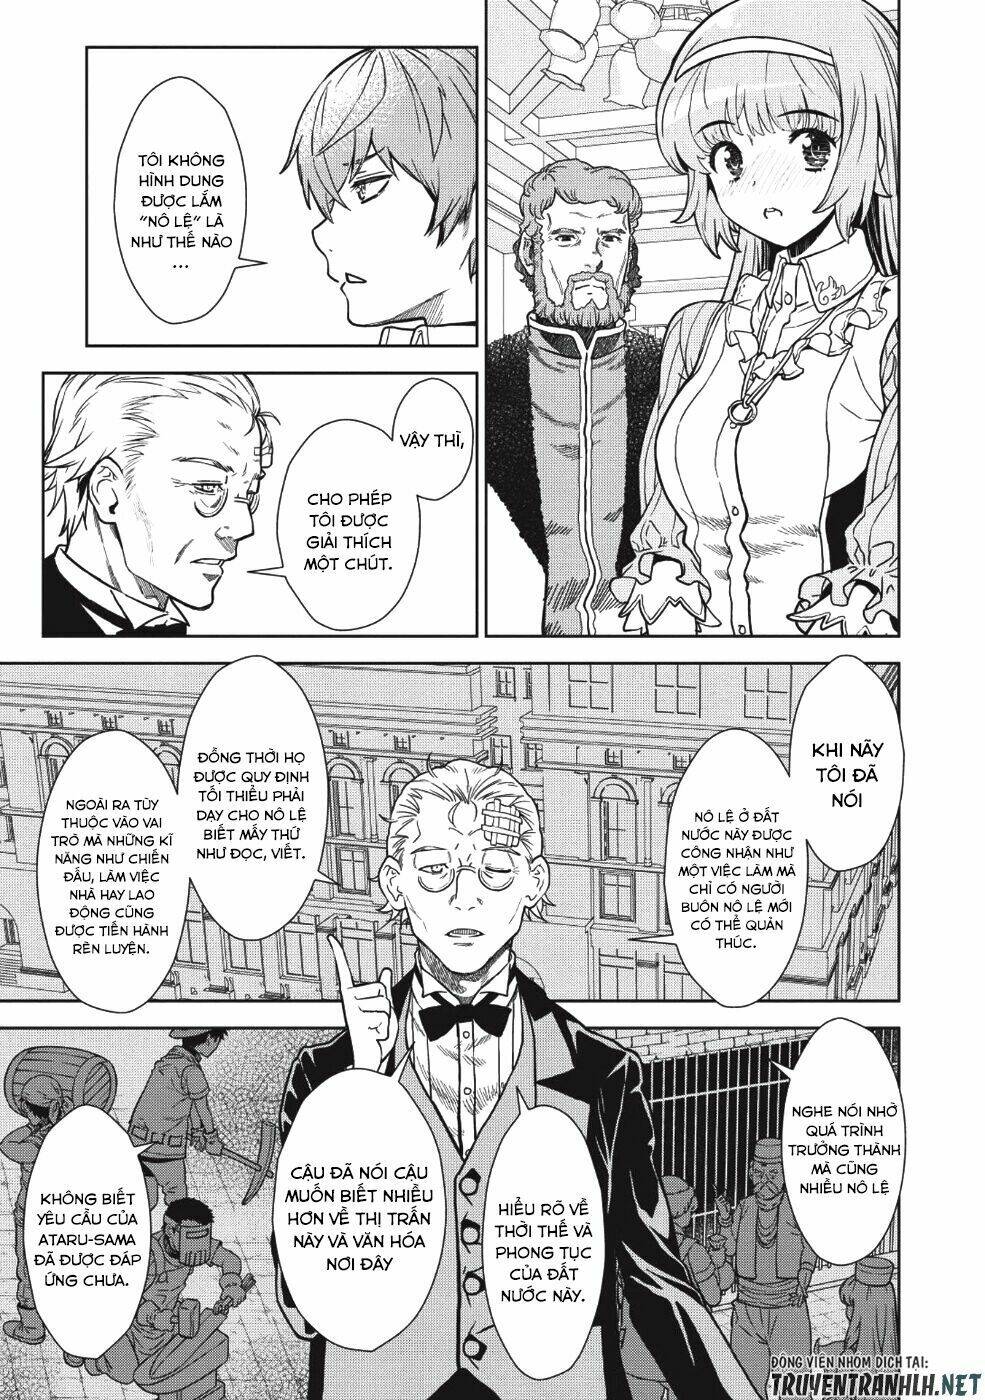 TÔI KHÔNG
HÌNH DUNG
ĐƯỢC LẮM
“NÔ LỆ” LÀ
NHƯ THẾ NÀO
...
VẬY THÌ,
CHO PHÉP
TÔI ĐƯỢC
GIẢI THÍCH
MỘT CHÚT.
KHI NÃY
TÔI ĐÃ
NÓI
NÔ LỆ Ở ĐẤT
NƯỚC NÀY ĐƯỢC
CÔNG NHẬN NHƯ
MỘT VIỆC LÀM MÀ
CHỈ CÓ NGƯỜI
BUÔN NÔ LỆ MỚI
CÓ THỂ QUẢN
THÚC.
ĐỒNG THỜI HỌ
ĐƯỢC QUY ĐỊNH
TỐI THIỂU PHẢI
DẠY CHO NÔ LỆ
BIẾT MẤY THỨ
NHƯ ĐỌC, VIẾT.
NGOÀI RA TÙY
THUỘC VÀO VAI
TRÒ MÀ NHỮNG KĨ
NĂNG NHƯ CHIẾN
ĐẤU, LÀM VIỆC
NHÀ HAY LAO
ĐỘNG CŨNG
ĐƯỢC TIẾN HÀNH
RÈN LUYỆN.
NGHE NÓI NHỜ
QUÁ TRÌNH
TRƯỞNG THÀNH
MÀ CŨNG
NHIỀU NÔ LỆ
HIỂU RÕ VỀ
THỜI THẾ VÀ
PHONG TỤC
CỦA ĐẤT
NƯỚC NÀY.
CẬU ĐÃ NÓI CẬU
MUỐN BIẾT NHIỀU
HƠN VỀ THỊ TRẤN
NÀY VÀ VĂN HÓA
NƠI ĐÂY
KHÔNG BIẾT
YÊU CẦU CỦA
ATARU-SAMA
ĐÃ ĐƯỢC ĐÁP
ỨNG CHƯA.
ĐỘNG VIÊN NHÓM DỊCH TẠI:
TRUYENTRANHLH.NET